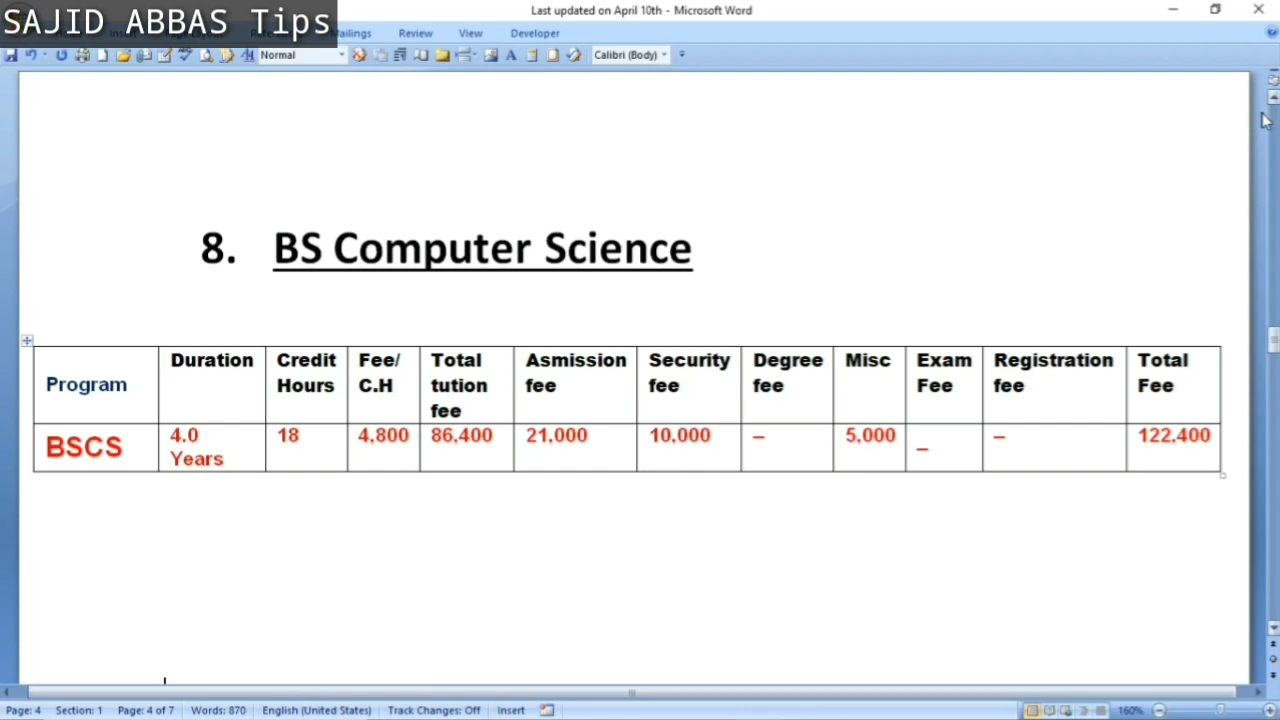 SAJID ABBAS Tips
Last updated on April 10th - Microsoft Word
Mailings Review View Developer
Normal Calibri (Body)
8. BS Computer Science
Program Duration Credit Hours Fee/ C.H Total tution fee Asmission fee Security fee Degree fee Misc Exam Fee Registration fee Total Fee
BSCS 4.0 Years 18 4,800 86,400 21,000 10,000 – – 5,000 _ – 122,400
Page: 4 Section: 1 Page: 4 of 7 Words: 870 English (United States) Track Changes: Off Insert 160%